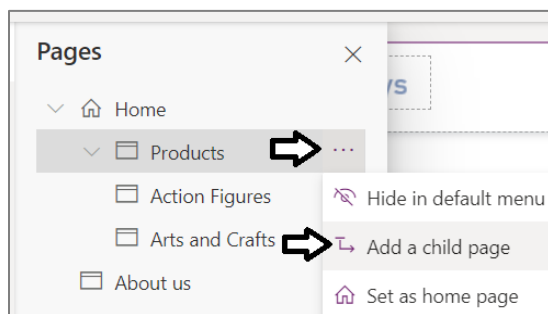 Pages
Home
Products
Action Figures
Arts and Crafts
About us
Hide in default menu
Add a child page
Set as home page